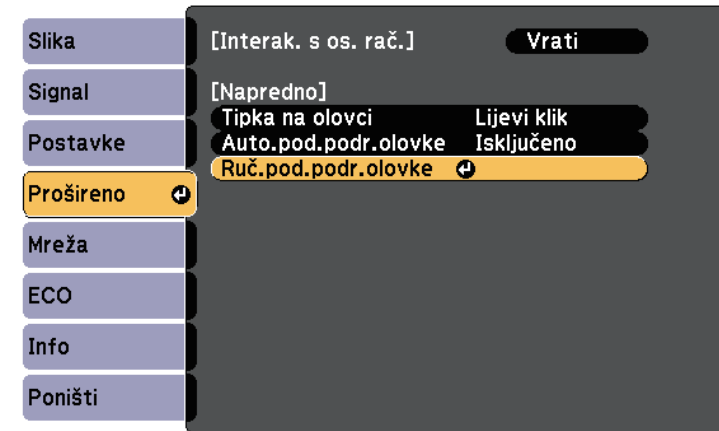 Slika
Signal
Postavke
Prošireno
Mreža
ECO
Info
Poništi
[Interak. s os. rač.] Vrati
[Napredno]
Tipka na olovci Lijevi klik
Auto.pod.podr.olovke Isključeno
Ruč.pod.podr.olovke